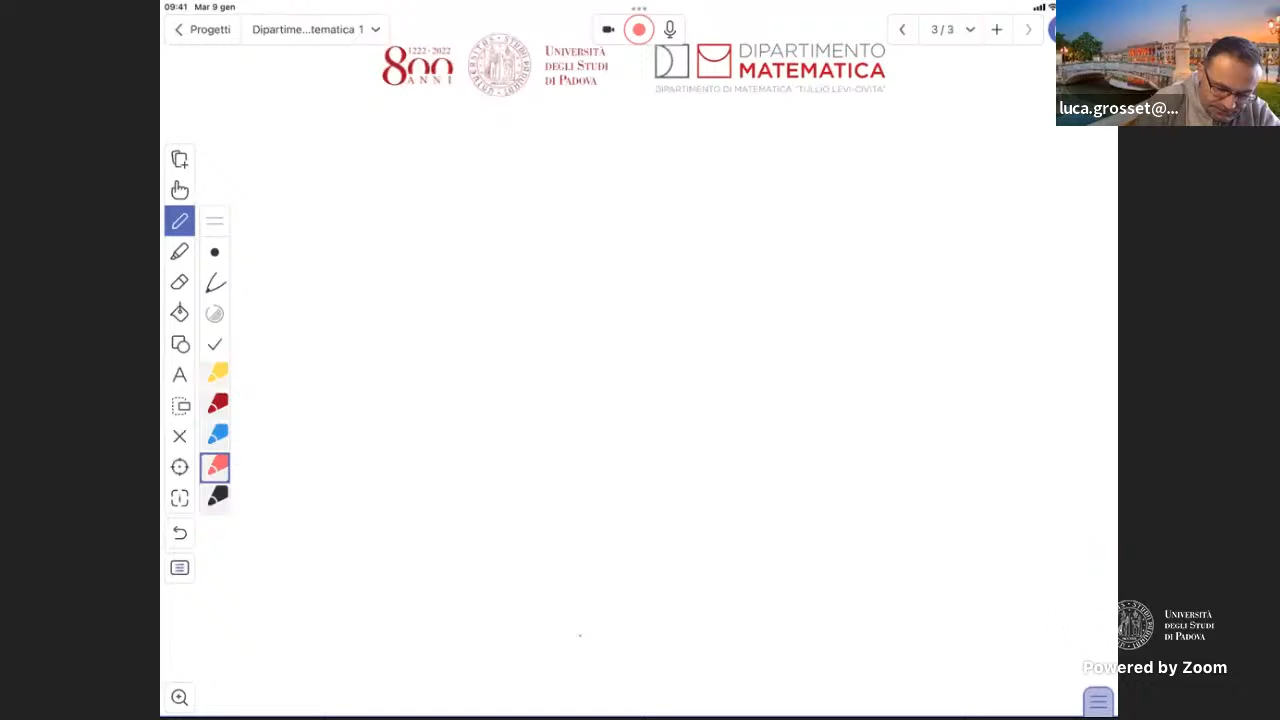 09:41 Mar 9 gen
Progetti
Dipartime...tematica 1
3/3
1222·2022
800
ANNI
UNIVERSITÀ
DEGLI STUDI
DI PADOVA
DIPARTIMENTO
MATEMATICA
DIPARTIMENTO DI MATEMATICA "TULLIO LEVI-CIVITA"
luca.grosset@...
A
UNIVERSITÀ
DEGLI STUDI
DI PADOVA
Powered by Zoom